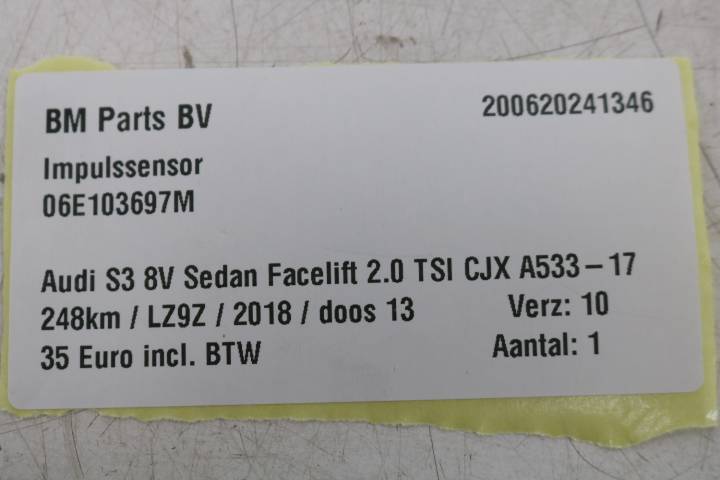 BM Parts BV 200620241346
Impulssensor
06E103697M
Audi S3 8V Sedan Facelift 2.0 TSI CJX A533-17
248km / LZ9Z / 2018 / doos 13 Verz: 10
35 Euro incl. BTW Aantal: 1